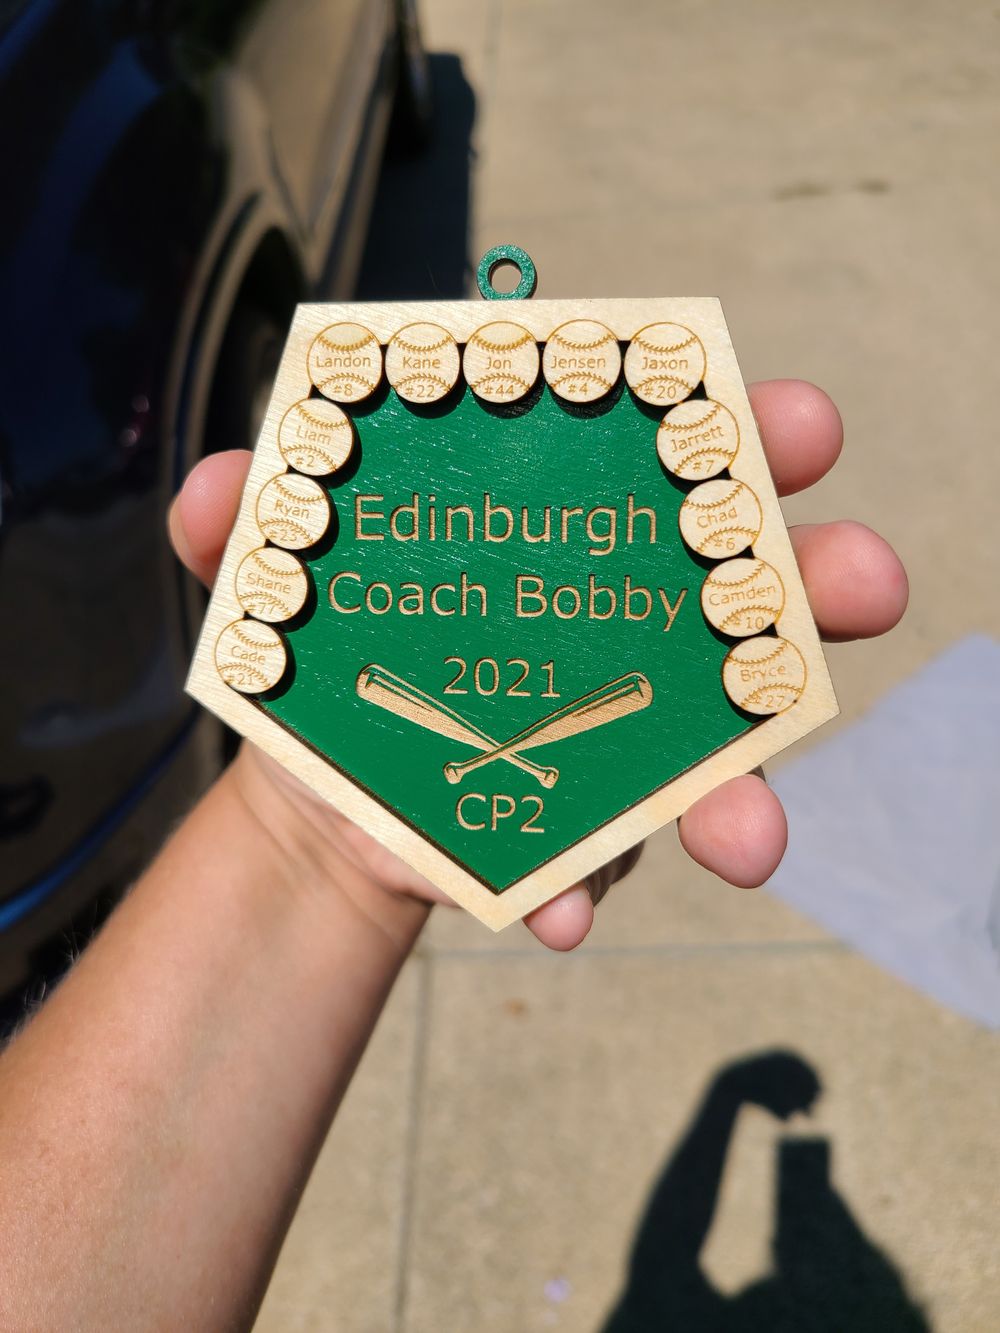 Landon
#8
Kane
#22
Jon
#44
Jensen
#4
Jaxon
#20
Liam
#2
Jarrett
#7
Ryan
#23
Chad
#6
Shane
#77
Camden
#10
Cade
#21
Bryce
#27
Edinburgh
Coach Bobby
2021
CP2